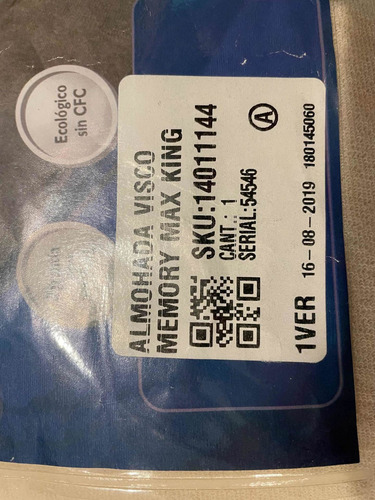 Ecológico
sin CFC
ALMOHADA VISCO
MEMORY MAX KING
SKU:14011144
CANT.: 1
SERIAL:54546
A
1VER 16-08-2019 180145060